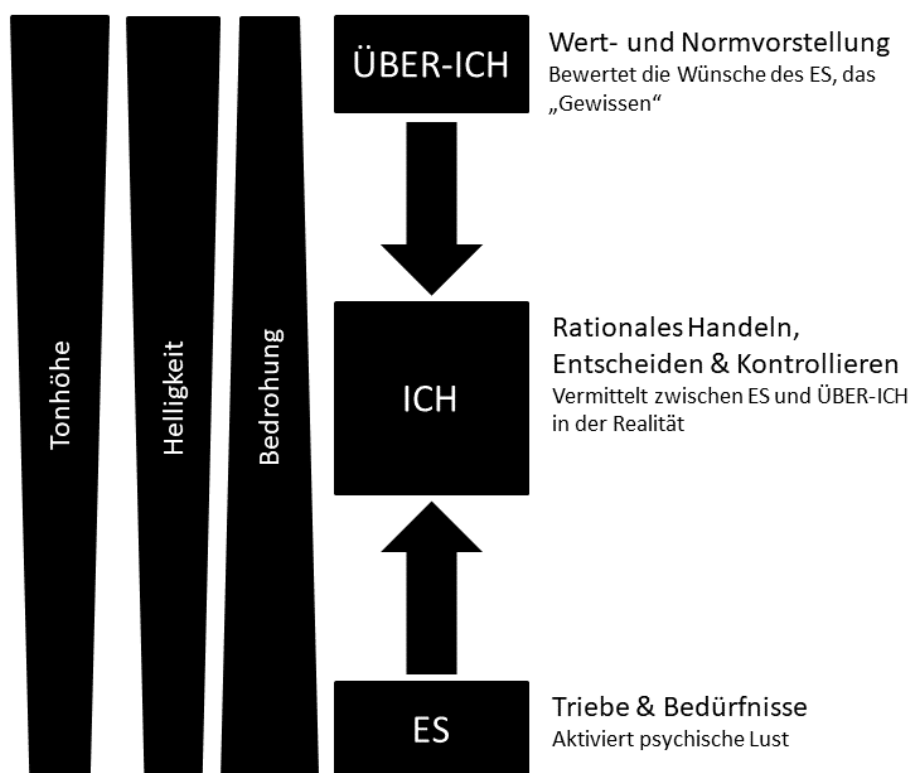 Tonhöhe
Helligkeit
Bedrohung
ÜBER-ICH
Wert- und Normvorstellung
Bewertet die Wünsche des ES, das
„Gewissen“
ICH
Rationales Handeln,
Entscheiden & Kontrollieren
Vermittelt zwischen ES und ÜBER-ICH
in der Realität
ES
Triebe & Bedürfnisse
Aktiviert psychische Lust